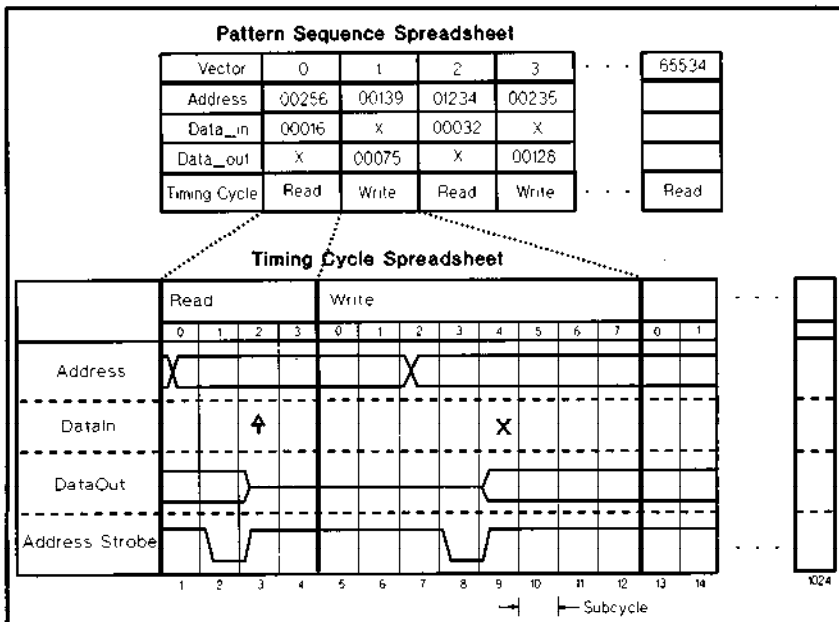 Pattern Sequence Spreadsheet
Vector 0 1 2 3 . . . 65534
Address 00256 00139 01234 00235
Data_in 00016 X 00032 X
Data_out X 00075 X 00128
Timing Cycle Read Write Read Write . . . Read
Timing Cycle Spreadsheet
Read Write . . .
0 1 2 3 0 1 2 3 4 5 6 7 0 1
Address
DataIn X
DataOut
Address Strobe . . .
1 2 3 4 5 6 7 8 9 10 11 12 13 14 1024
Subcycle